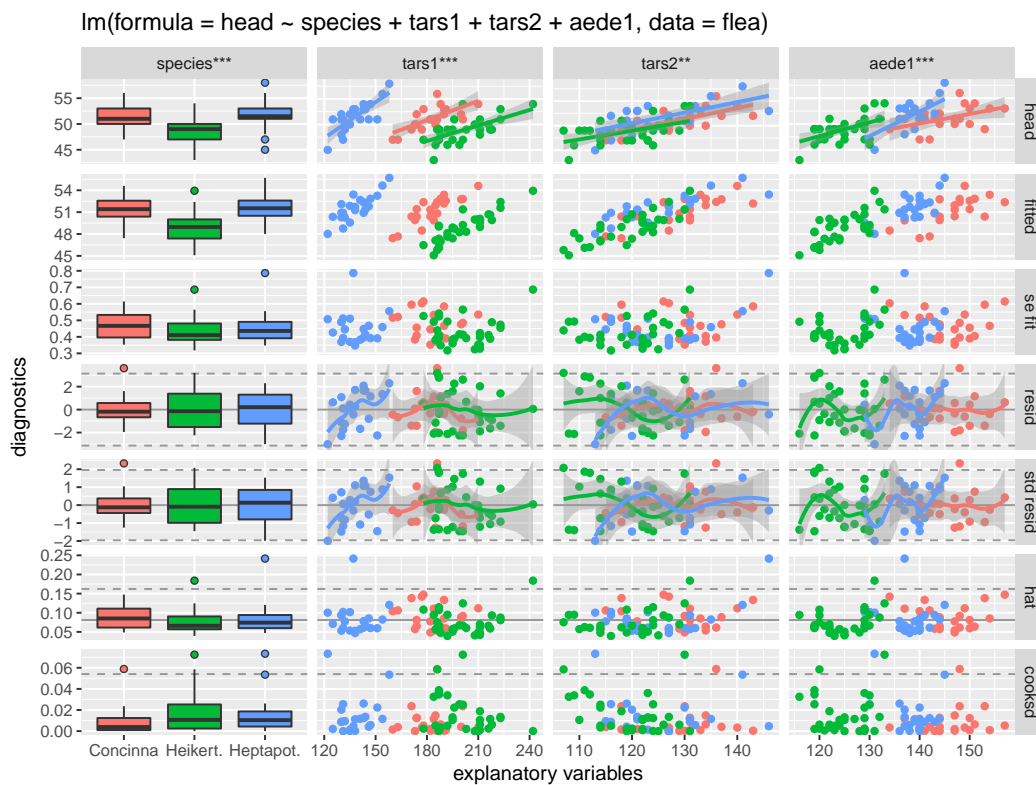 lm(formula = head ~ species + tars1 + tars2 + aede1, data = flea)
species*** tars1*** tars2** aede1***
diagnostics
55
50
45
head
54
51
48
45
fitted
0.8
0.7
0.6
0.5
0.4
0.3
se fit
2
0
−2
resid
2
1
0
−1
−2
std resid
0.25
0.20
0.15
0.10
0.05
hat
0.06
0.04
0.02
0.00
cooksd
Concinna Heikert. Heptapot. 120 150 180 210 240 110 120 130 140 120 130 140 150
explanatory variables